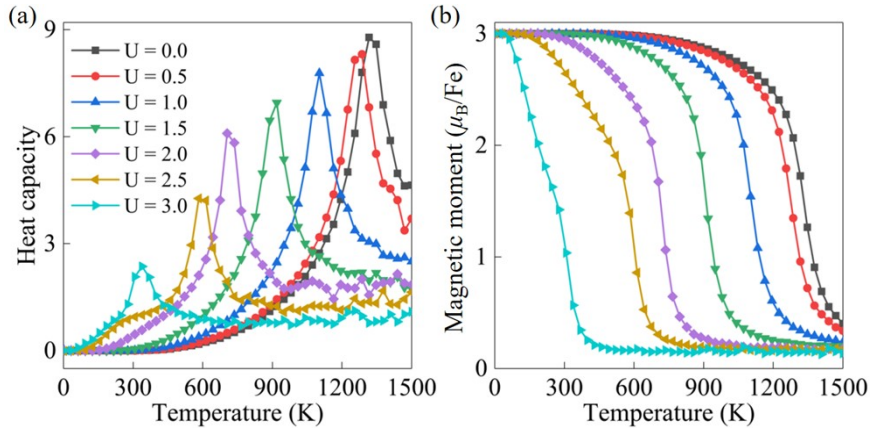 (a)
9
6
3
0
Heat capacity
U = 0.0
U = 0.5
U = 1.0
U = 1.5
U = 2.0
U = 2.5
U = 3.0
0 300 600 900 1200 1500
Temperature (K)
(b)
3
2
1
0
Magnetic moment (μB/Fe)
0 300 600 900 1200 1500
Temperature (K)